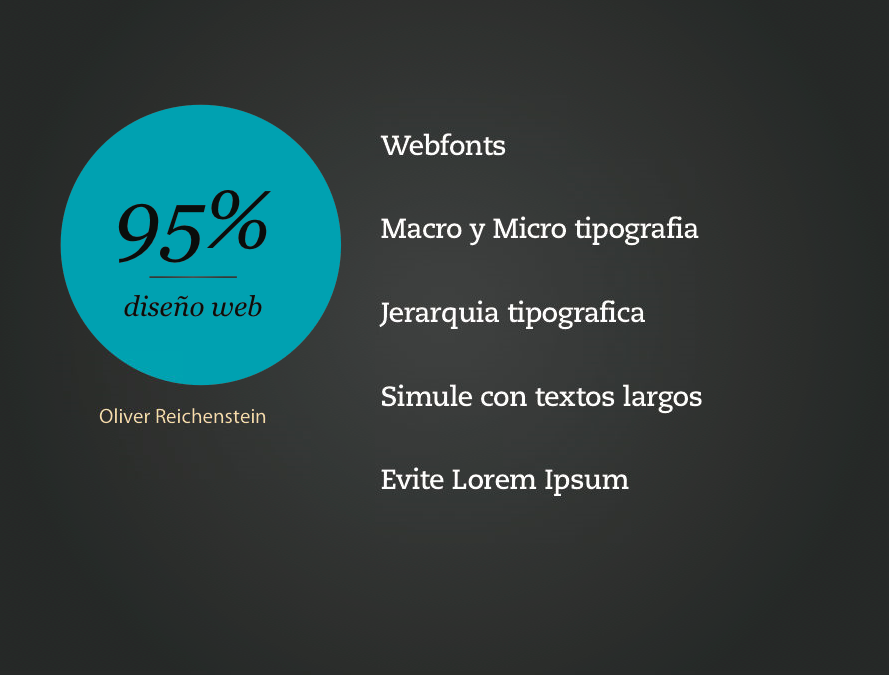 95%
diseño web
Oliver Reichenstein
Webfonts
Macro y Micro tipografia
Jerarquia tipografica
Simule con textos largos
Evite Lorem Ipsum